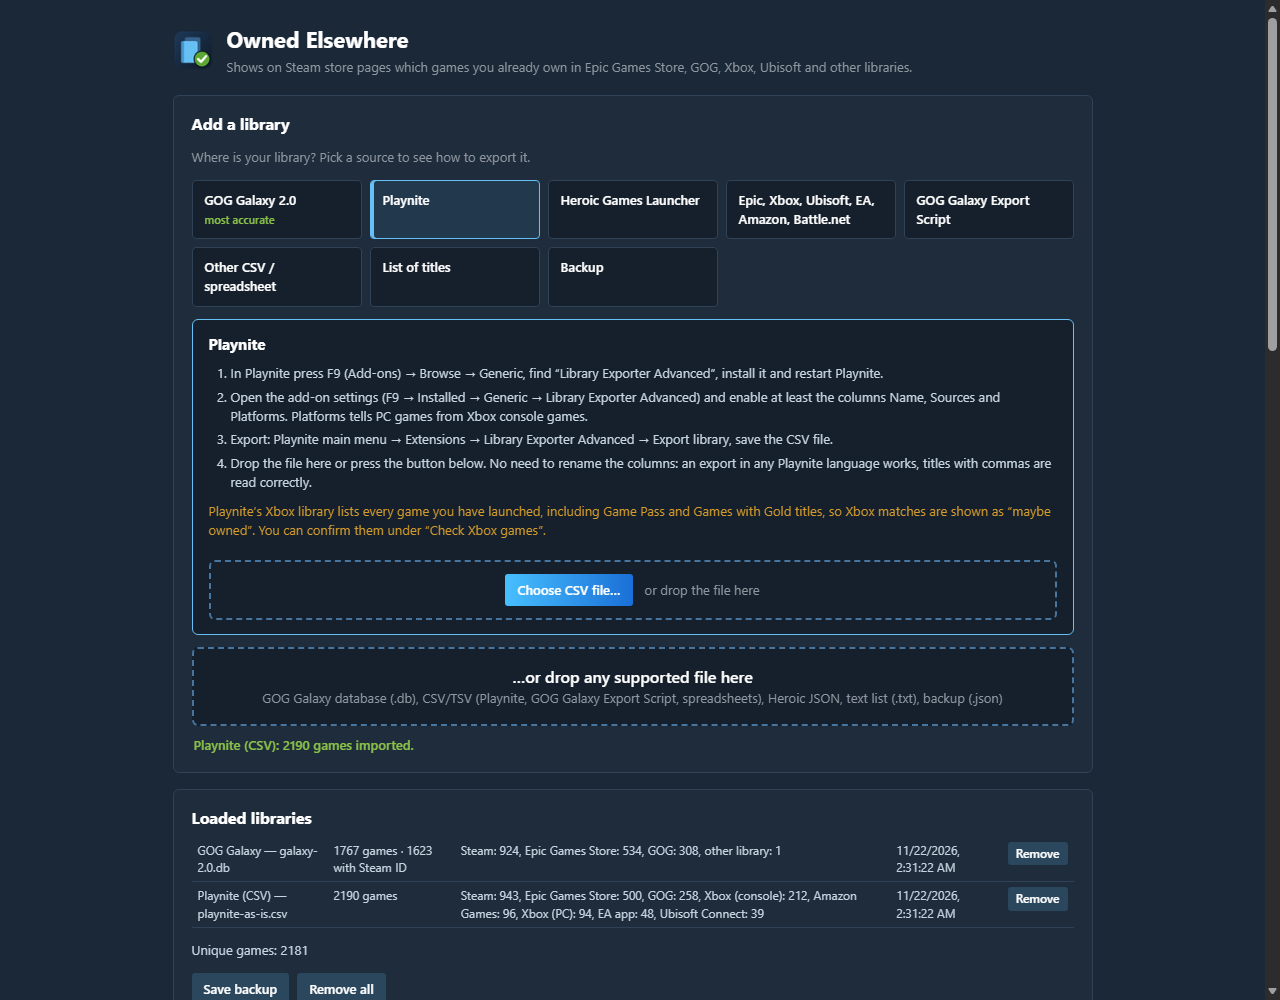 Owned Elsewhere
Shows on Steam store pages which games you already own in Epic Games Store, GOG, Xbox, Ubisoft and other libraries.
Add a library
Where is your library? Pick a source to see how to export it.
GOG Galaxy 2.0
most accurate
Playnite
Heroic Games Launcher
Epic, Xbox, Ubisoft, EA,
Amazon, Battle.net
GOG Galaxy Export
Script
Other CSV /
spreadsheet
List of titles
Backup
Playnite
1. In Playnite press F9 (Add-ons) → Browse → Generic, find “Library Exporter Advanced”, install it and restart Playnite.
2. Open the add-on settings (F9 → Installed → Generic → Library Exporter Advanced) and enable at least the columns Name, Sources and
Platforms. Platforms tells PC games from Xbox console games.
3. Export: Playnite main menu → Extensions → Library Exporter Advanced → Export library, save the CSV file.
4. Drop the file here or press the button below. No need to rename the columns: an export in any Playnite language works, titles with commas are
read correctly.
Playnite’s Xbox library lists every game you have launched, including Game Pass and Games with Gold titles, so Xbox matches are shown as “maybe
owned”. You can confirm them under “Check Xbox games”.
Choose CSV file... or drop the file here
...or drop any supported file here
GOG Galaxy database (.db), CSV/TSV (Playnite, GOG Galaxy Export Script, spreadsheets), Heroic JSON, text list (.txt), backup (.json)
Playnite (CSV): 2190 games imported.
Loaded libraries
GOG Galaxy — galaxy-
2.0.db
1767 games · 1623
with Steam ID
Steam: 924, Epic Games Store: 534, GOG: 308, other library: 1
11/22/2026,
2:31:22 AM
Remove
Playnite (CSV) —
playnite-as-is.csv
2190 games
Steam: 943, Epic Games Store: 500, GOG: 258, Xbox (console): 212, Amazon
Games: 96, Xbox (PC): 94, EA app: 48, Ubisoft Connect: 39
11/22/2026,
2:31:22 AM
Remove
Unique games: 2181
Save backup
Remove all